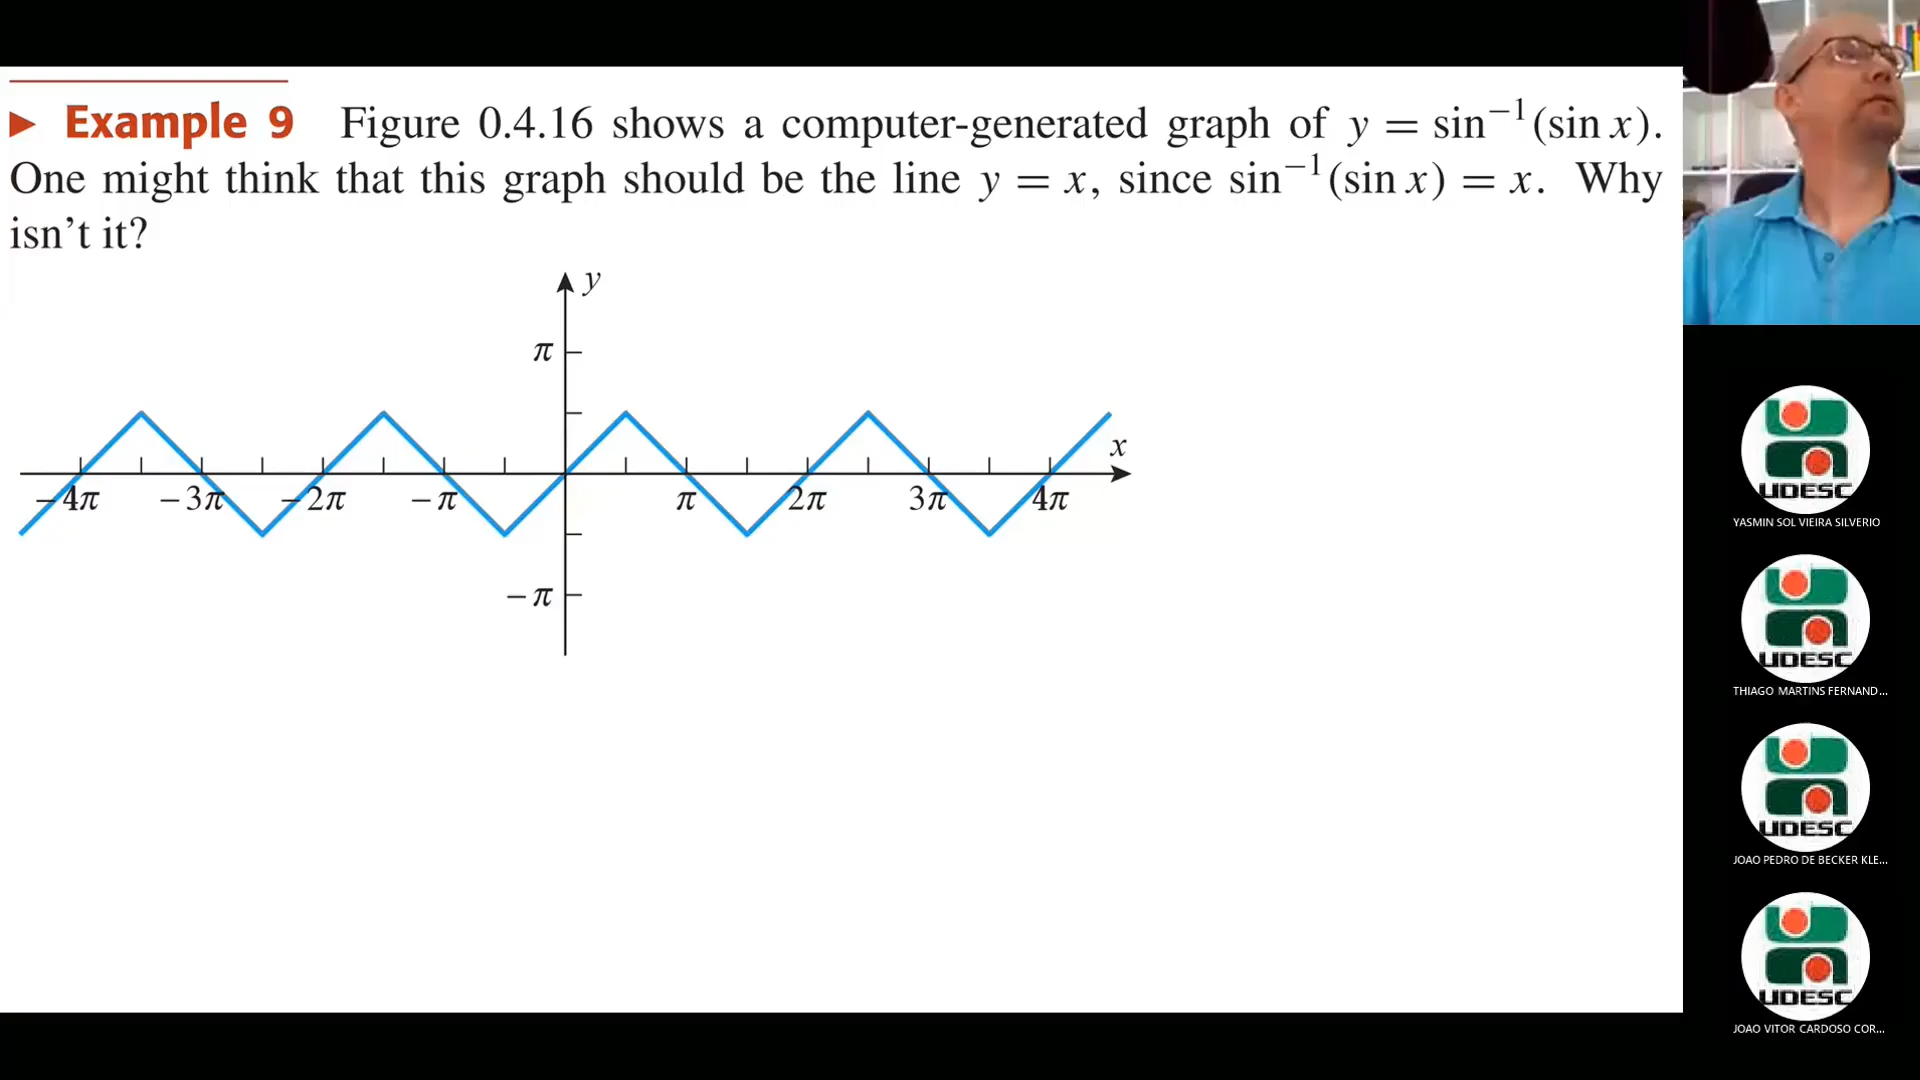 ► Example 9 Figure 0.4.16 shows a computer-generated graph of y = sin⁻¹(sin x).
One might think that this graph should be the line y = x, since sin⁻¹(sin x) = x. Why
isn't it?
y
π
x
−4π −3π −2π −π π 2π 3π 4π
−π
UDESC
YASMIN SOL VIEIRA SILVERIO
UDESC
THIAGO MARTINS FERNAND...
UDESC
JOAO PEDRO DE BECKER KLE...
UDESC
JOAO VITOR CARDOSO COR...